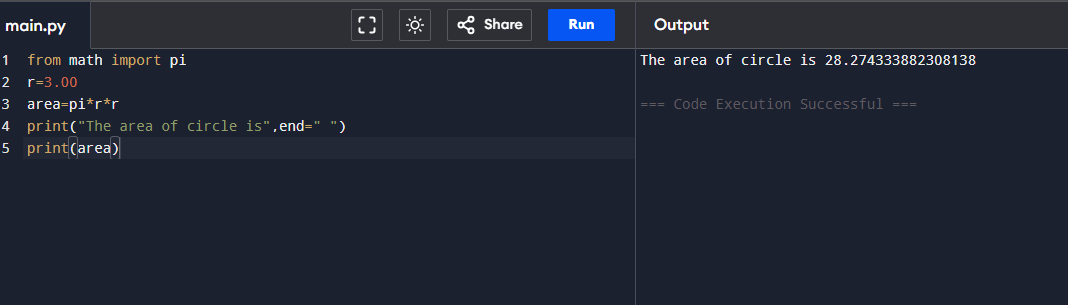 main.py
Share
Run
Output
1 from math import pi
2 r=3.00
3 area=pi*r*r
4 print("The area of circle is",end=" ")
5 print(area)
The area of circle is 28.274333882308138
=== Code Execution Successful ===